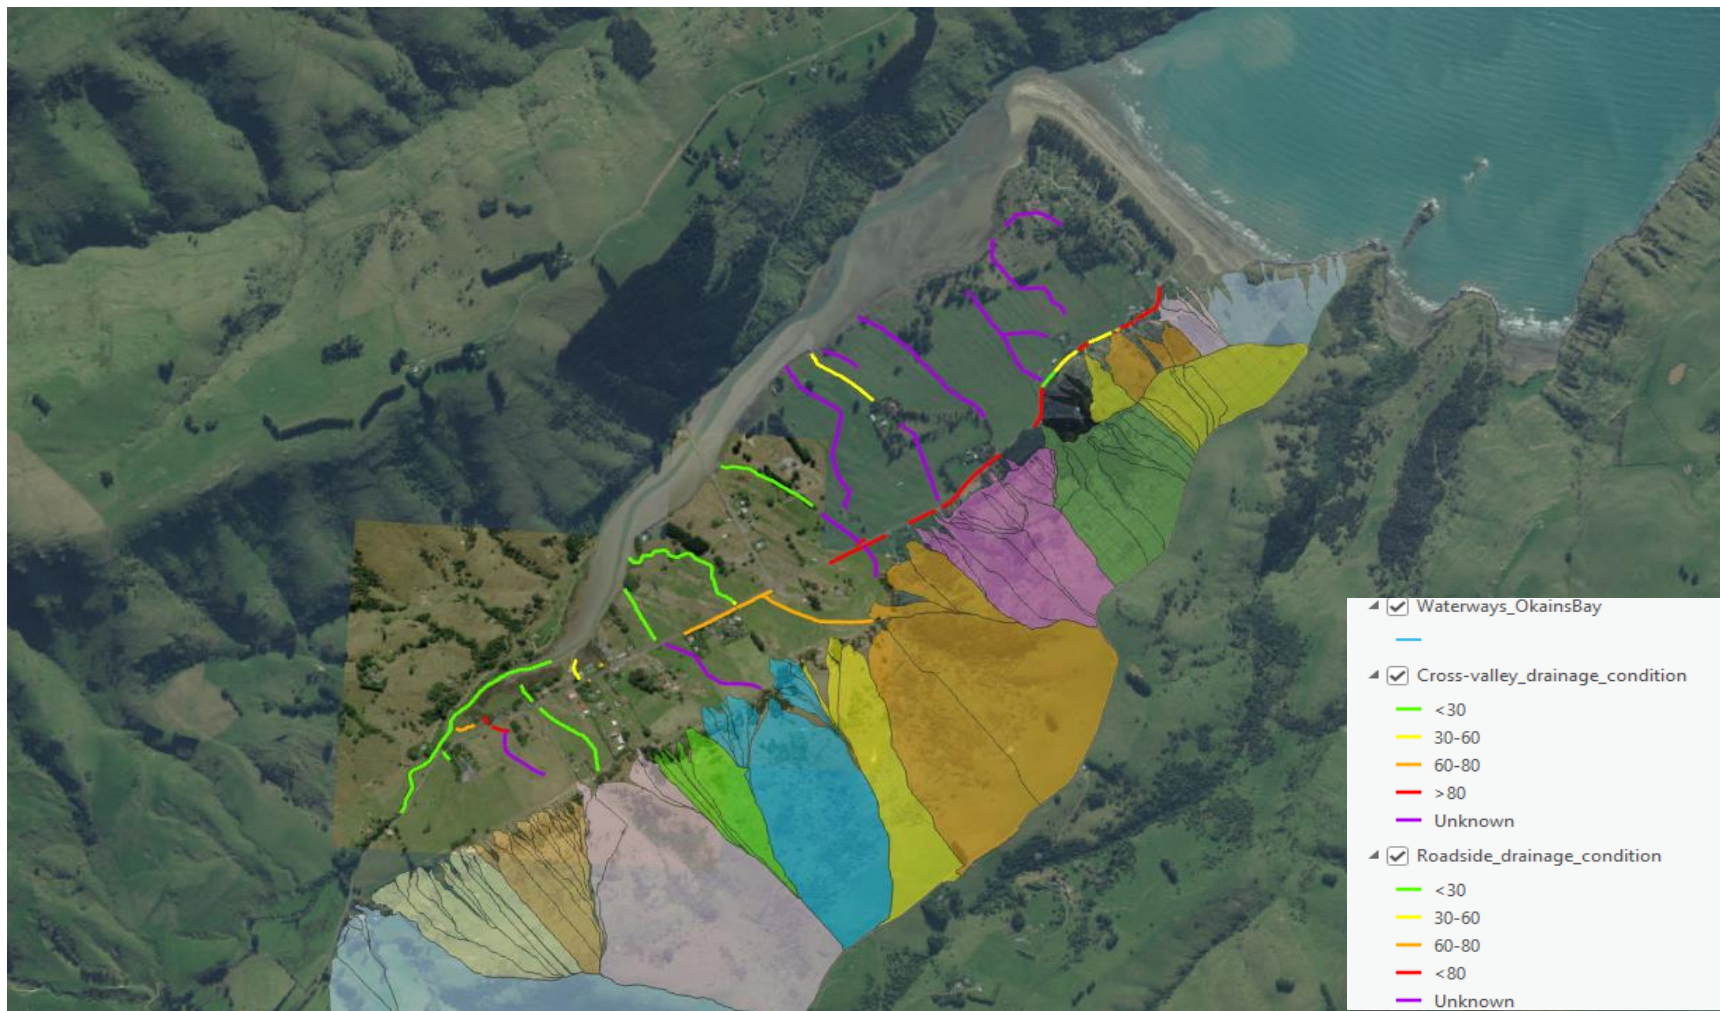 Waterways_OkainsBay
Cross-valley_drainage_condition
<30
30-60
60-80
>80
Unknown
Roadside_drainage_condition
<30
30-60
60-80
<80
Unknown